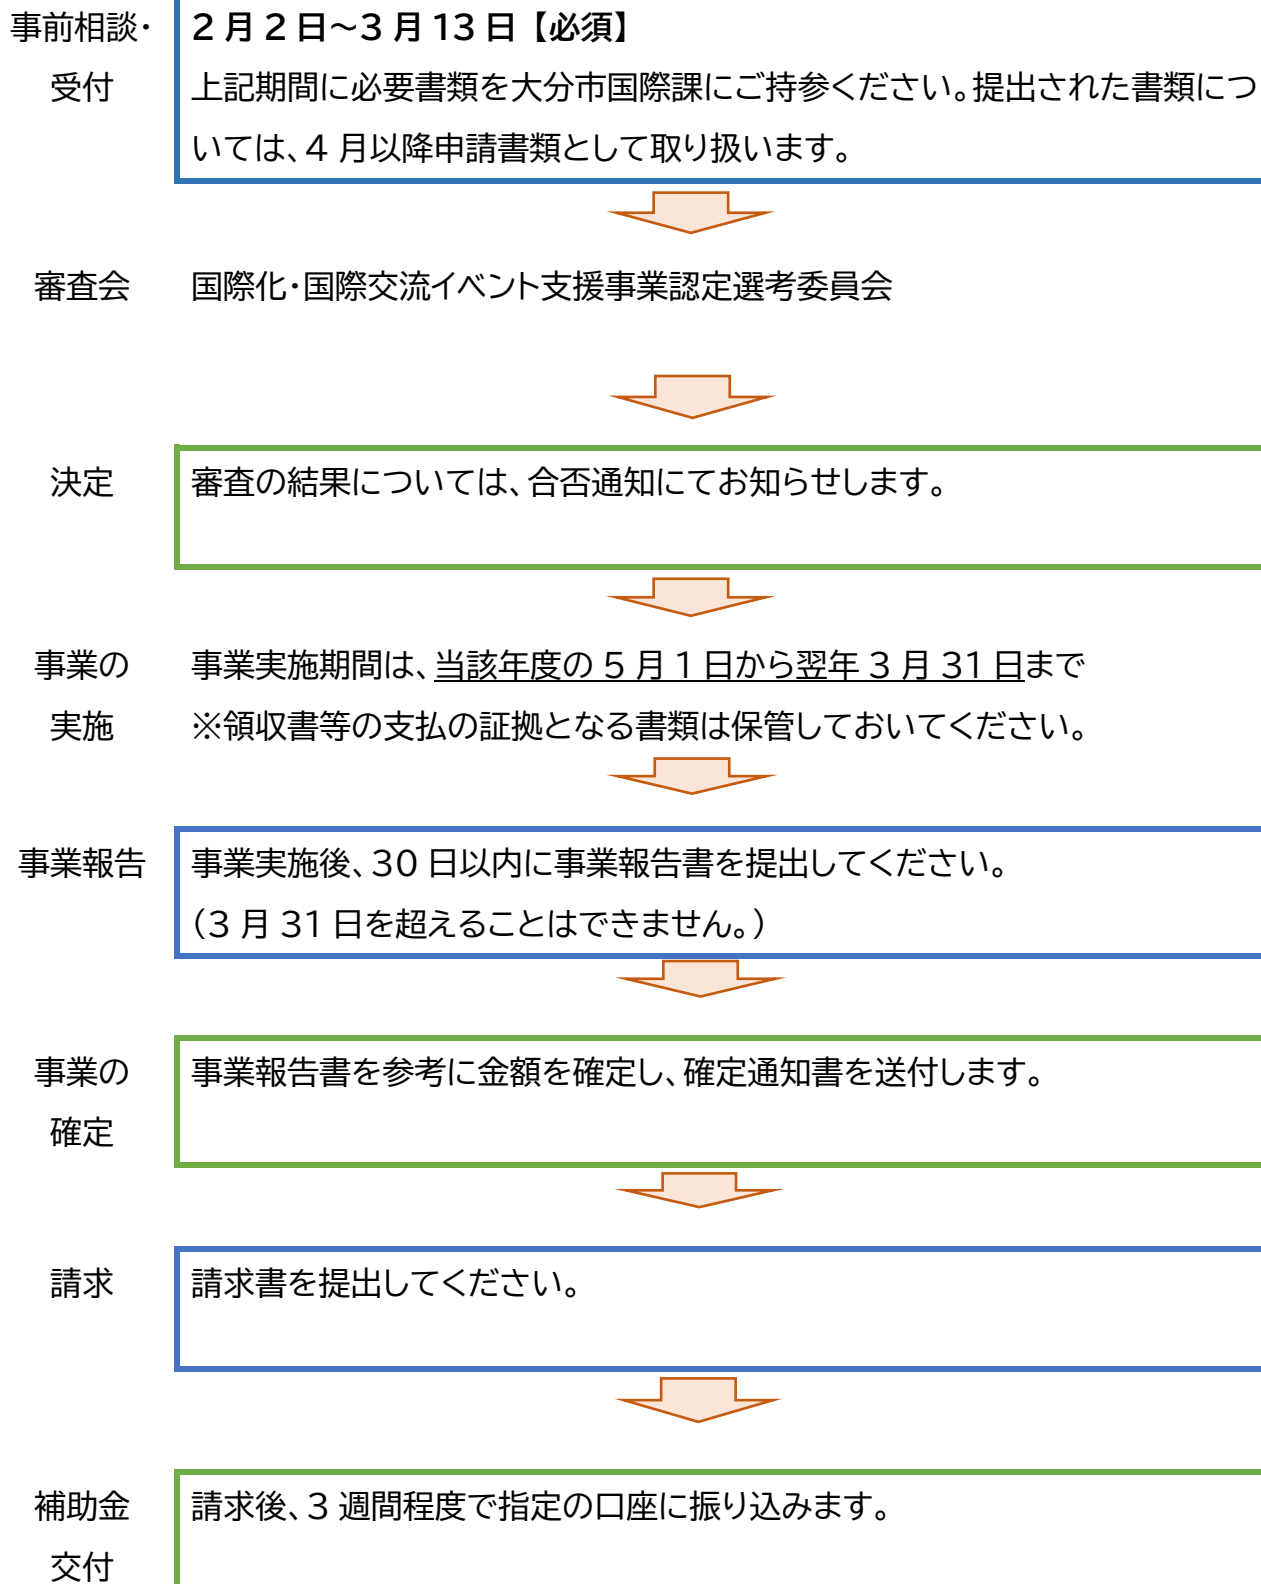 事前相談・ 2月2日～3月13日【必須】
受付 上記期間に必要書類を大分市国際課にご持参ください。提出された書類につ
いては、4月以降申請書類として取り扱います。
審査会 国際化・国際交流イベント支援事業認定選考委員会
決定 審査の結果については、合否通知にてお知らせします。
事業の 事業実施期間は、当該年度の5月1日から翌年3月31日まで
実施 ※領収書等の支払の証拠となる書類は保管しておいてください。
事業報告 事業実施後、30日以内に事業報告書を提出してください。
（3月31日を超えることはできません。）
事業の 事業報告書を参考に金額を確定し、確定通知書を送付します。
確定
請求 請求書を提出してください。
補助金 請求後、3週間程度で指定の口座に振り込みます。
交付